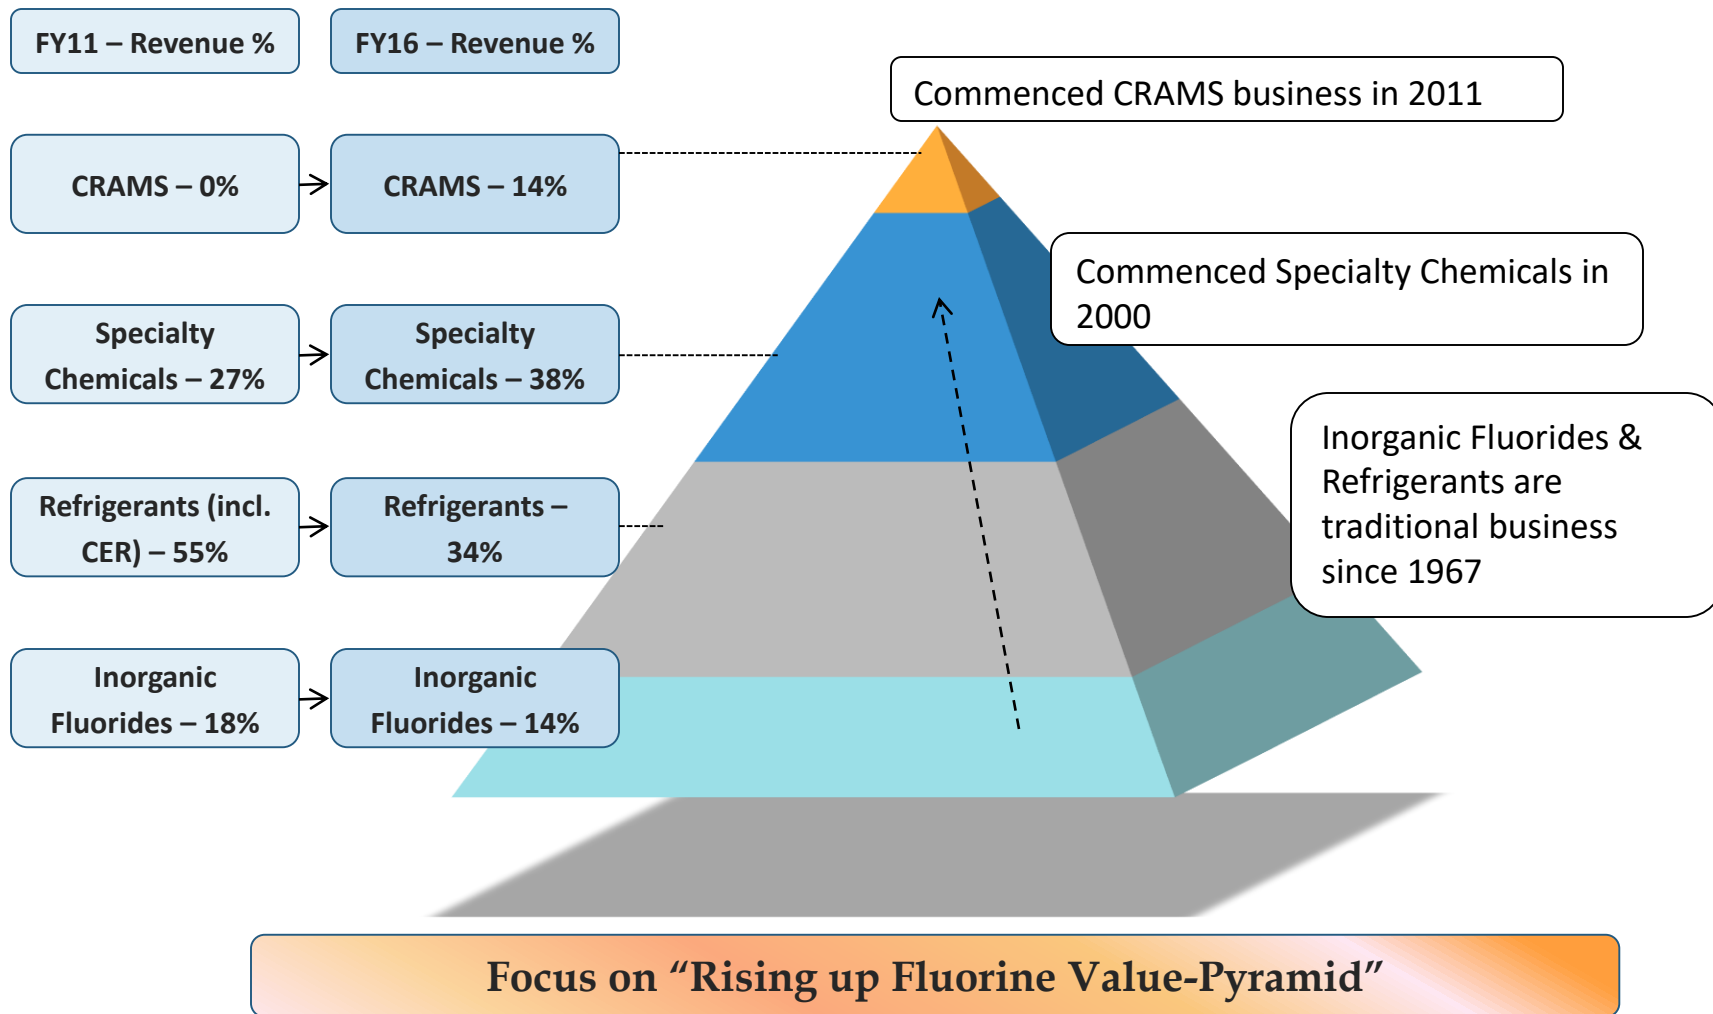 FY11 – Revenue %
FY16 – Revenue %
Commenced CRAMS business in 2011
CRAMS – 0%
CRAMS – 14%
Commenced Specialty Chemicals in
2000
Specialty
Chemicals – 27%
Specialty
Chemicals – 38%
Inorganic Fluorides &
Refrigerants are
traditional business
since 1967
Refrigerants (incl.
CER) – 55%
Refrigerants –
34%
Inorganic
Fluorides – 18%
Inorganic
Fluorides – 14%
Focus on “Rising up Fluorine Value-Pyramid”